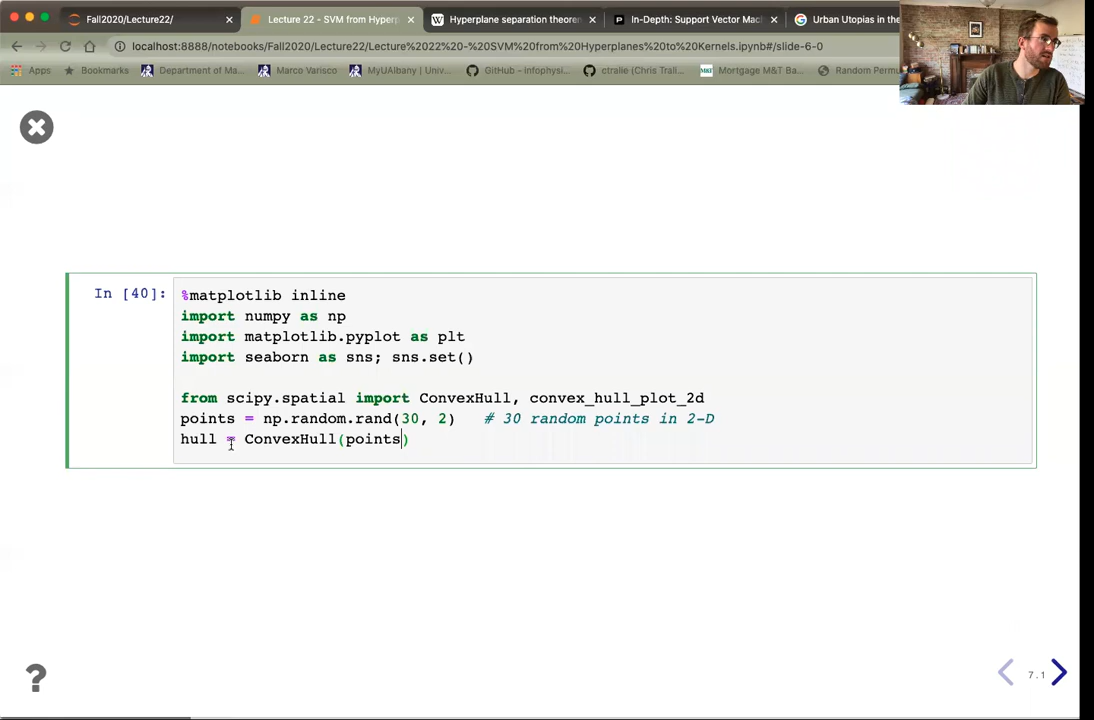 Fall2020/Lecture22/
Lecture 22 - SVM from Hyperp
Hyperplane separation theorem
In-Depth: Support Vector Mac
Urban Utopias in the
localhost:8888/notebooks/Fall2020/Lecture22/Lecture%2022%20-%20SVM%20from%20Hyperplanes%20to%20Kernels.ipynb#/slide-6-0
Apps
Bookmarks
Department of Ma...
Marco Varisco
MyUAlbany | Univ...
GitHub - Infophysi...
ctralie (Chris Trali...
M&T
Mortgage M&T Ba...
Random Permu
In [40]:
%matplotlib inline
import numpy as np
import matplotlib.pyplot as plt
import seaborn as sns; sns.set()
from scipy.spatial import ConvexHull, convex_hull_plot_2d
points = np.random.rand(30, 2)   # 30 random points in 2-D
hull = ConvexHull(points)
?
7.1